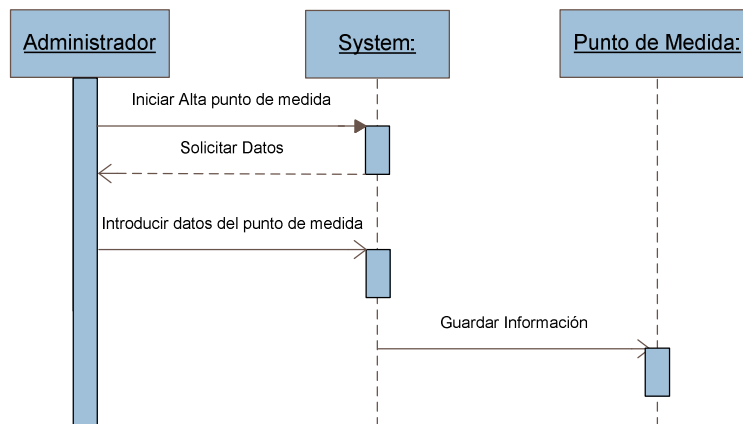 Administrador
System:
Punto de Medida:
Iniciar Alta punto de medida
Solicitar Datos
Introducir datos del punto de medida
Guardar Información